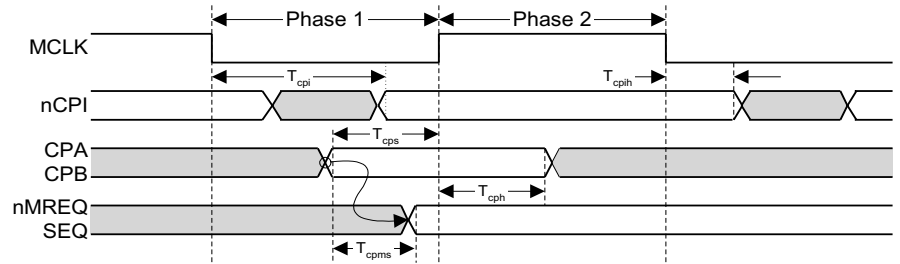 Phase 1
Phase 2
MCLK
Tcpi
Tcpih
nCPI
Tcps
CPA
CPB
Tcph
nMREQ
SEQ
Tcpms